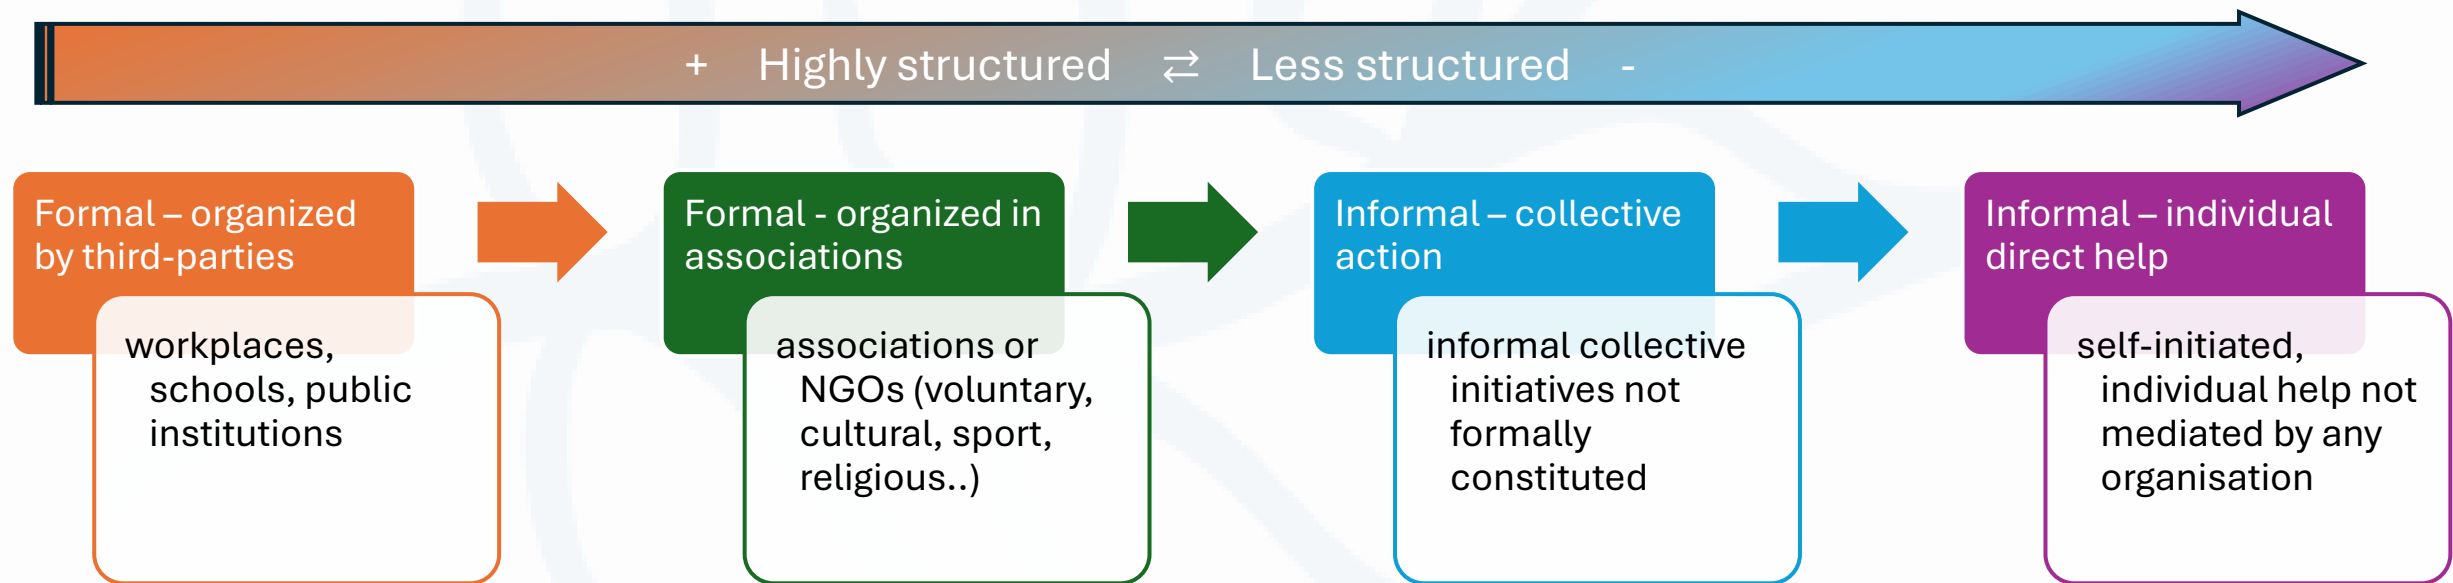 + Highly structured ⇄ Less structured -
Formal – organized
by third-parties
workplaces,
schools, public
institutions
Formal - organized in
associations
associations or
NGOs (voluntary,
cultural, sport,
religious..)
Informal – collective
action
informal collective
initiatives not
formally
constituted
Informal – individual
direct help
self-initiated,
individual help not
mediated by any
organisation